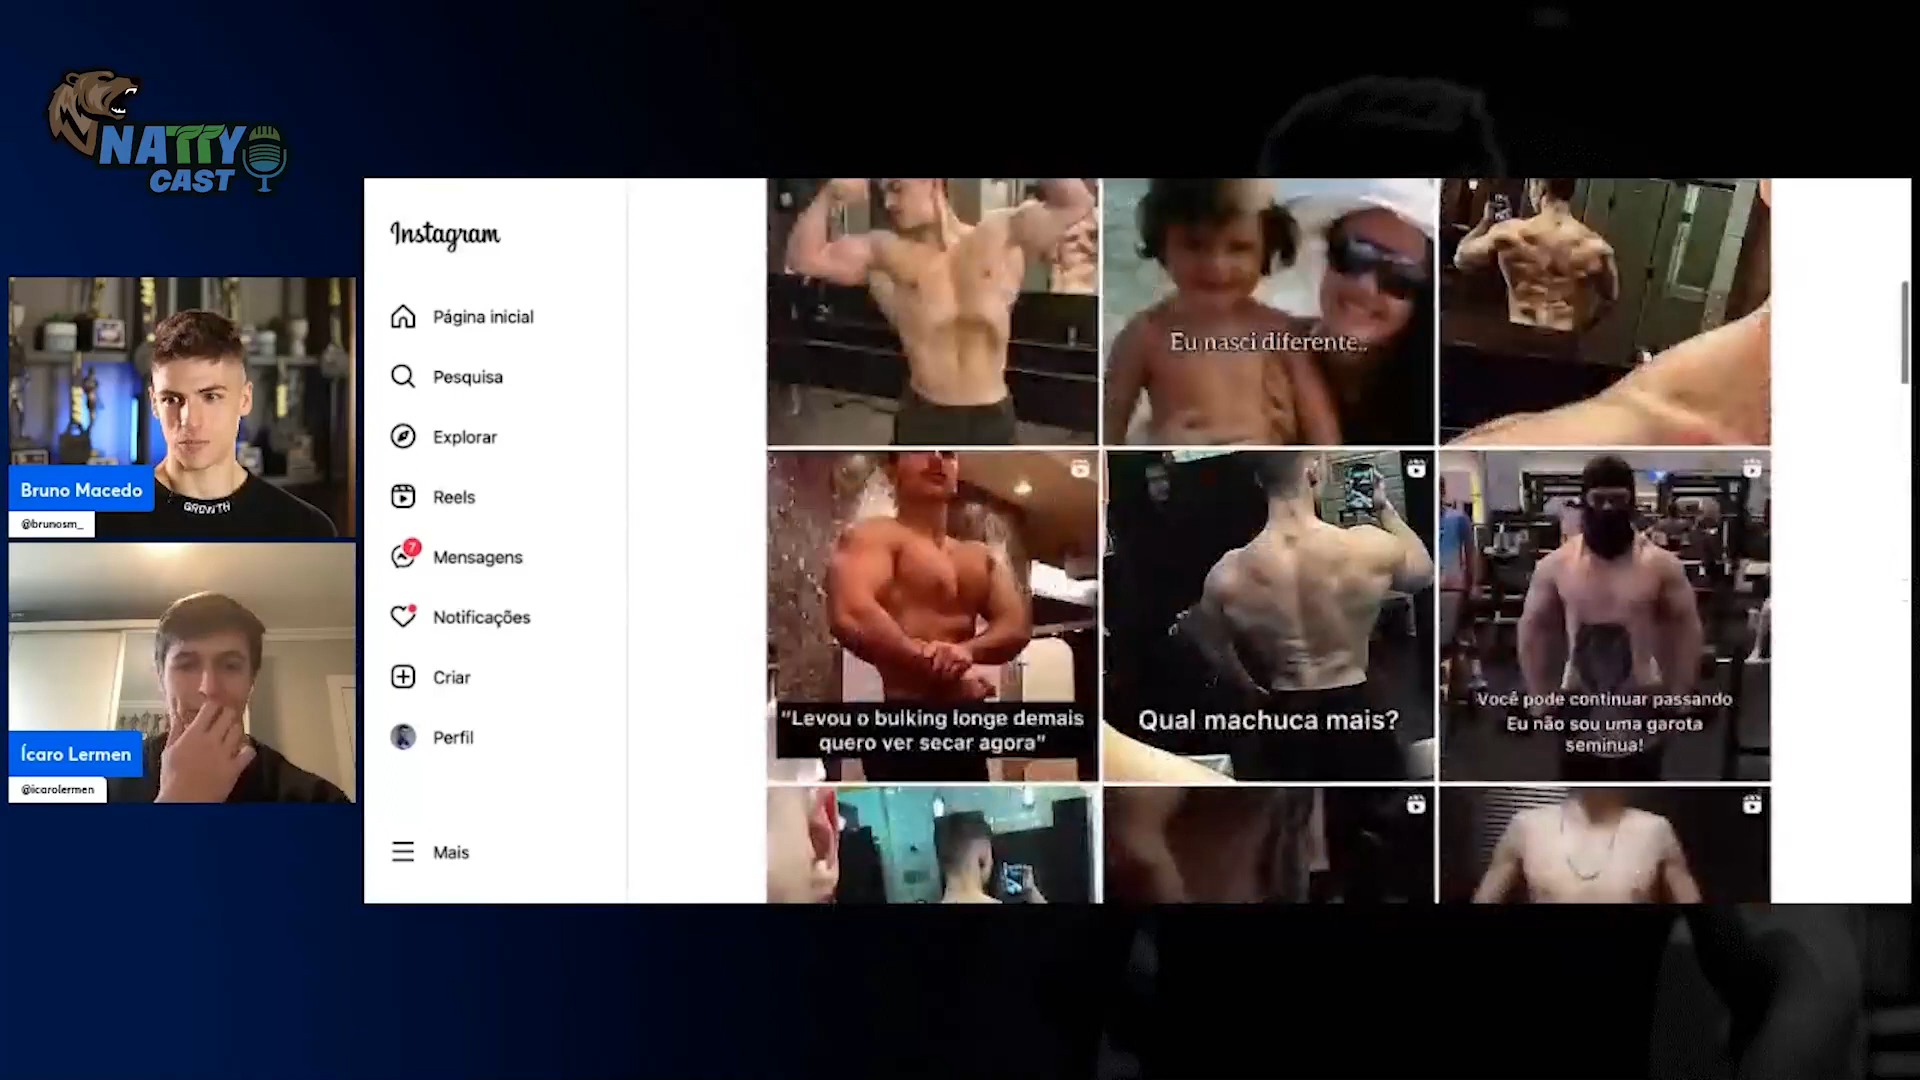 NATTY
CAST
Bruno Macedo
@brunosm_
GROWTH
Ícaro Lermen
@icarolermen
Instagram
Página inicial
Pesquisa
Explorar
Reels
7
Mensagens
Notificações
Criar
Perfil
Mais
Eu nasci diferente..
"Levou o bulking longe demais
quero ver secar agora"
Qual machuca mais?
Você pode continuar passando
Eu não sou uma garota
seminua!